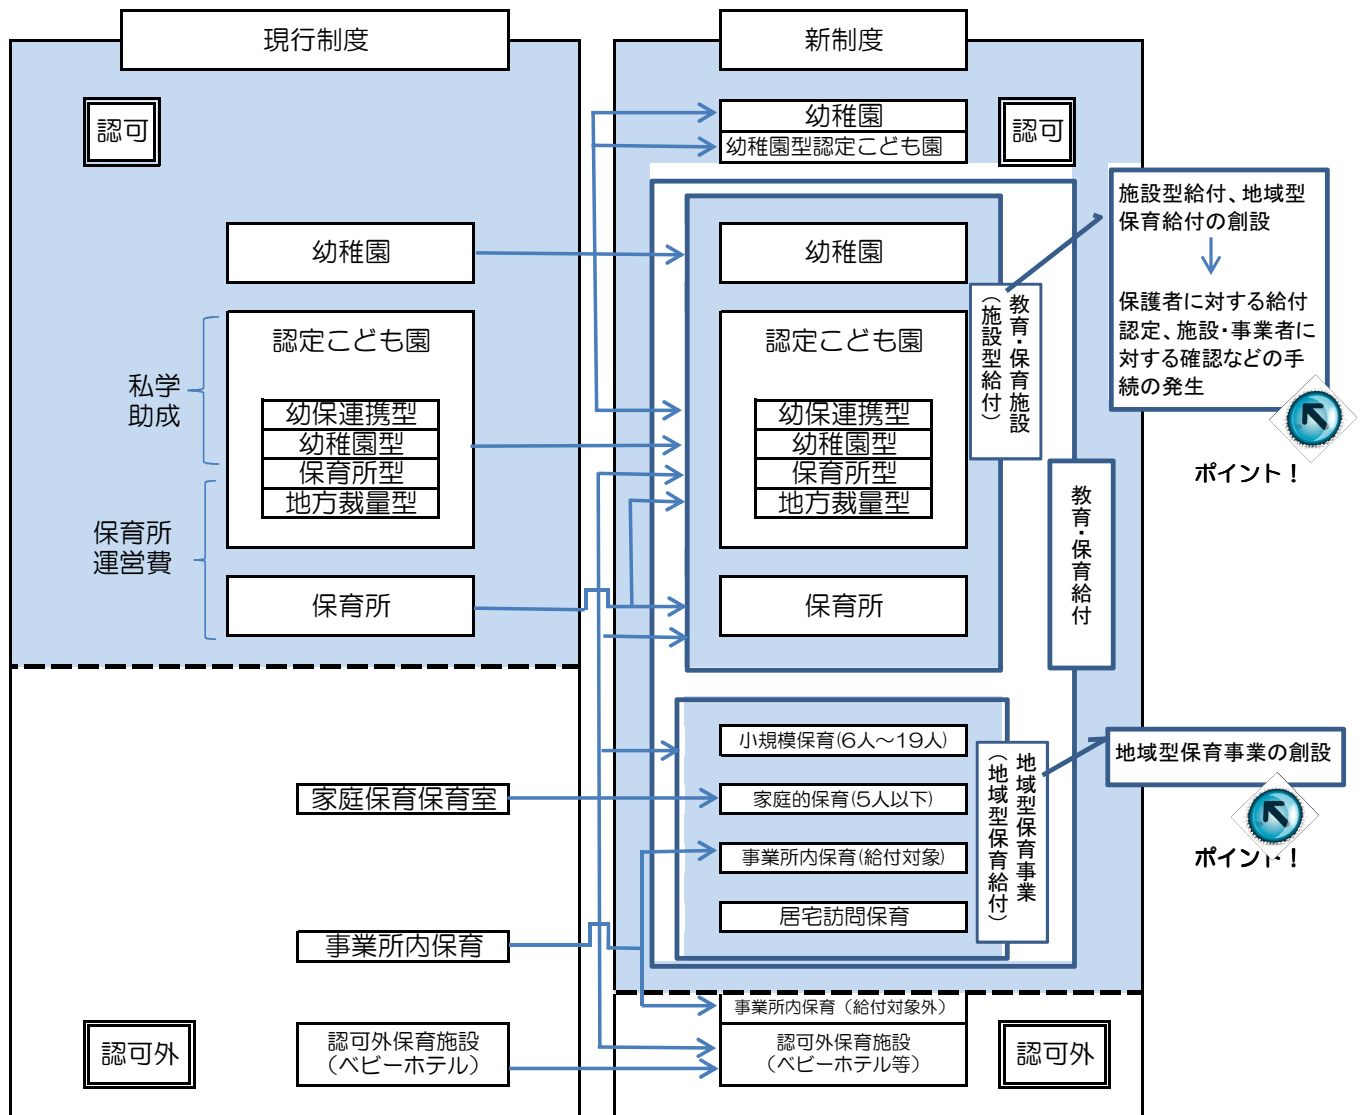 現行制度
認可
幼稚園
認定こども園
幼保連携型
幼稚園型
保育所型
地方裁量型
私学
助成
保育所
運営費
保育所
家庭保育保育室
事業所内保育
認可外
認可外保育施設
（ベビーホテル）
新制度
幼稚園
幼稚園型認定こども園
認可
幼稚園
認定こども園
幼保連携型
幼稚園型
保育所型
地方裁量型
保育所
教育・保育施設
（施設型給付）
教育・保育給付
小規模保育(6人～19人)
家庭的保育(5人以下)
事業所内保育(給付対象)
居宅訪問保育
地域型保育事業
（地域型保育給付）
事業所内保育（給付対象外）
認可外保育施設
（ベビーホテル等）
認可外
施設型給付、地域型
保育給付の創設
保護者に対する給付
認定、施設・事業者に
対する確認などの手
続の発生
ポイント！
地域型保育事業の創設
ポイント！